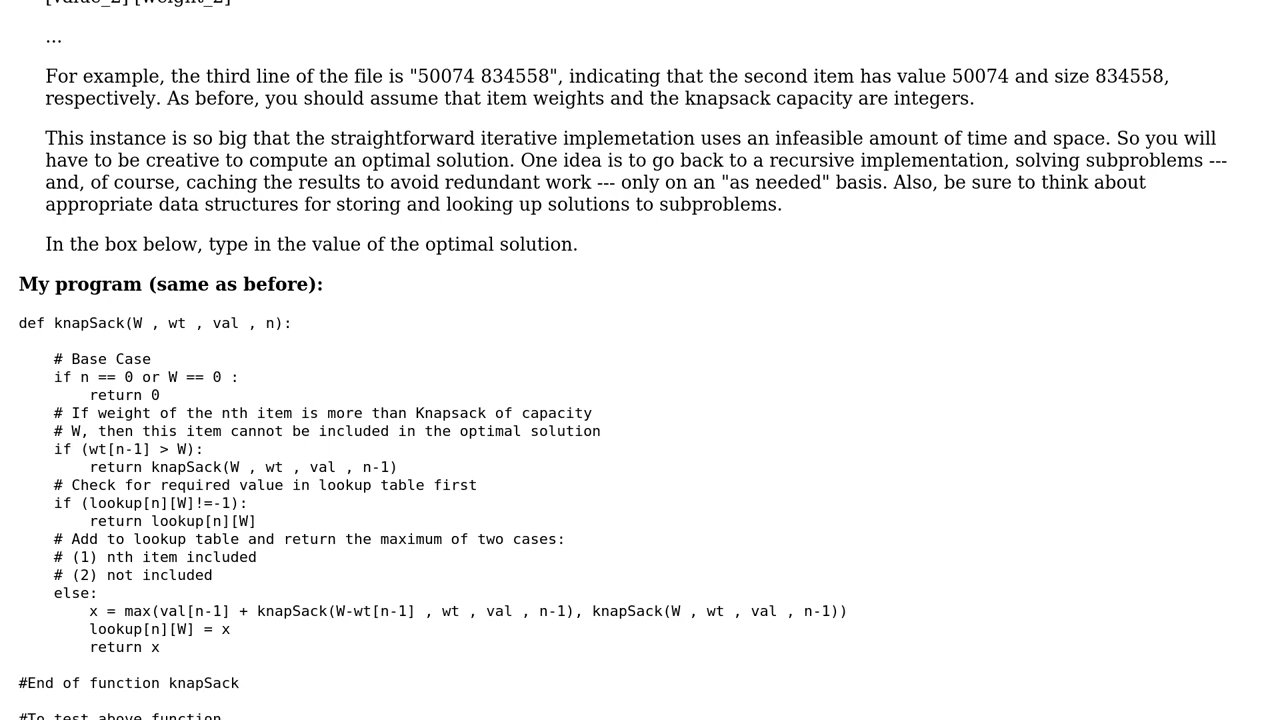 [value_2] [weight_2]
...
For example, the third line of the file is "50074 834558", indicating that the second item has value 50074 and size 834558,
respectively. As before, you should assume that item weights and the knapsack capacity are integers.
This instance is so big that the straightforward iterative implemetation uses an infeasible amount of time and space. So you will
have to be creative to compute an optimal solution. One idea is to go back to a recursive implementation, solving subproblems ---
and, of course, caching the results to avoid redundant work --- only on an "as needed" basis. Also, be sure to think about
appropriate data structures for storing and looking up solutions to subproblems.
In the box below, type in the value of the optimal solution.
My program (same as before):
def knapSack(W , wt , val , n):
    # Base Case
    if n == 0 or W == 0 :
        return 0
    # If weight of the nth item is more than Knapsack of capacity
    # W, then this item cannot be included in the optimal solution
    if (wt[n-1] > W):
        return knapSack(W , wt , val , n-1)
    # Check for required value in lookup table first
    if (lookup[n][W]!=-1):
        return lookup[n][W]
    # Add to lookup table and return the maximum of two cases:
    # (1) nth item included
    # (2) not included
    else:
        x = max(val[n-1] + knapSack(W-wt[n-1] , wt , val , n-1), knapSack(W , wt , val , n-1))
        lookup[n][W] = x
        return x
#End of function knapSack
#To test above function